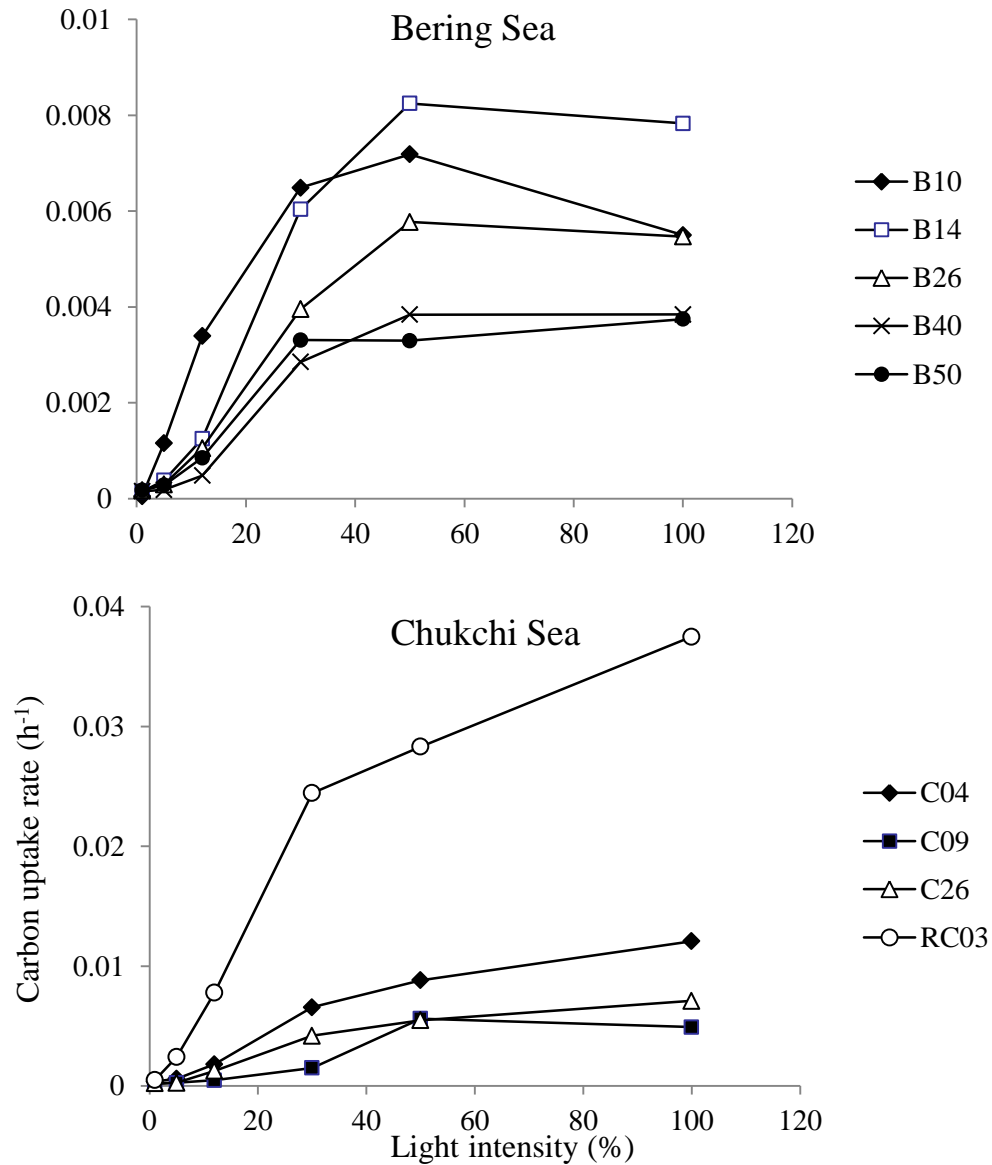 Bering Sea
0.01
0.008
0.006
0.004
0.002
0
0 20 40 60 80 100 120
B10
B14
B26
B40
B50
Chukchi Sea
Carbon uptake rate (h-1)
0.04
0.03
0.02
0.01
0
0 20 40 60 80 100 120
Light intensity (%)
C04
C09
C26
RC03